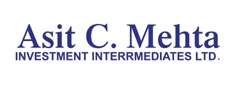 Asit C. Mehta
INVESTMENT INTERRMEDIATES LTD.